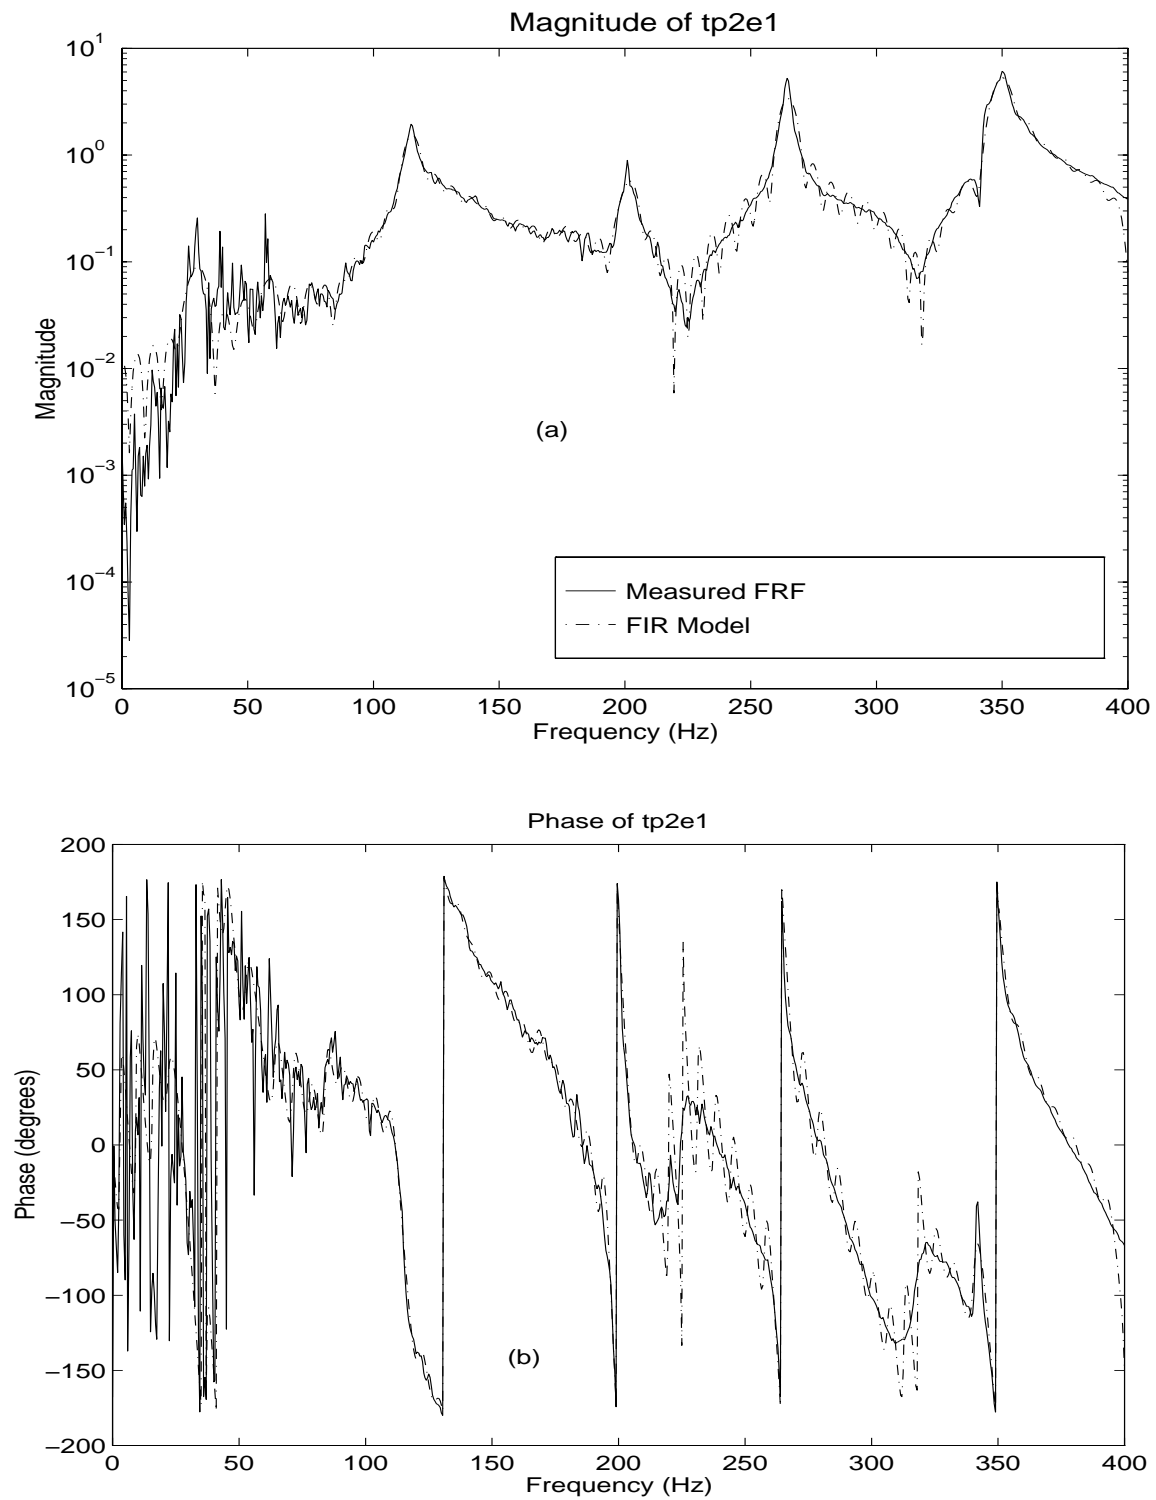 Magnitude of tp2e1
10^1
10^0
10^−1
10^−2
10^−3
10^−4
10^−5
Magnitude
(a)
Measured FRF
FIR Model
0 50 100 150 200 250 300 350 400
Frequency (Hz)
Phase of tp2e1
200
150
100
50
0
−50
−100
−150
−200
Phase (degrees)
(b)
0 50 100 150 200 250 300 350 400
Frequency (Hz)